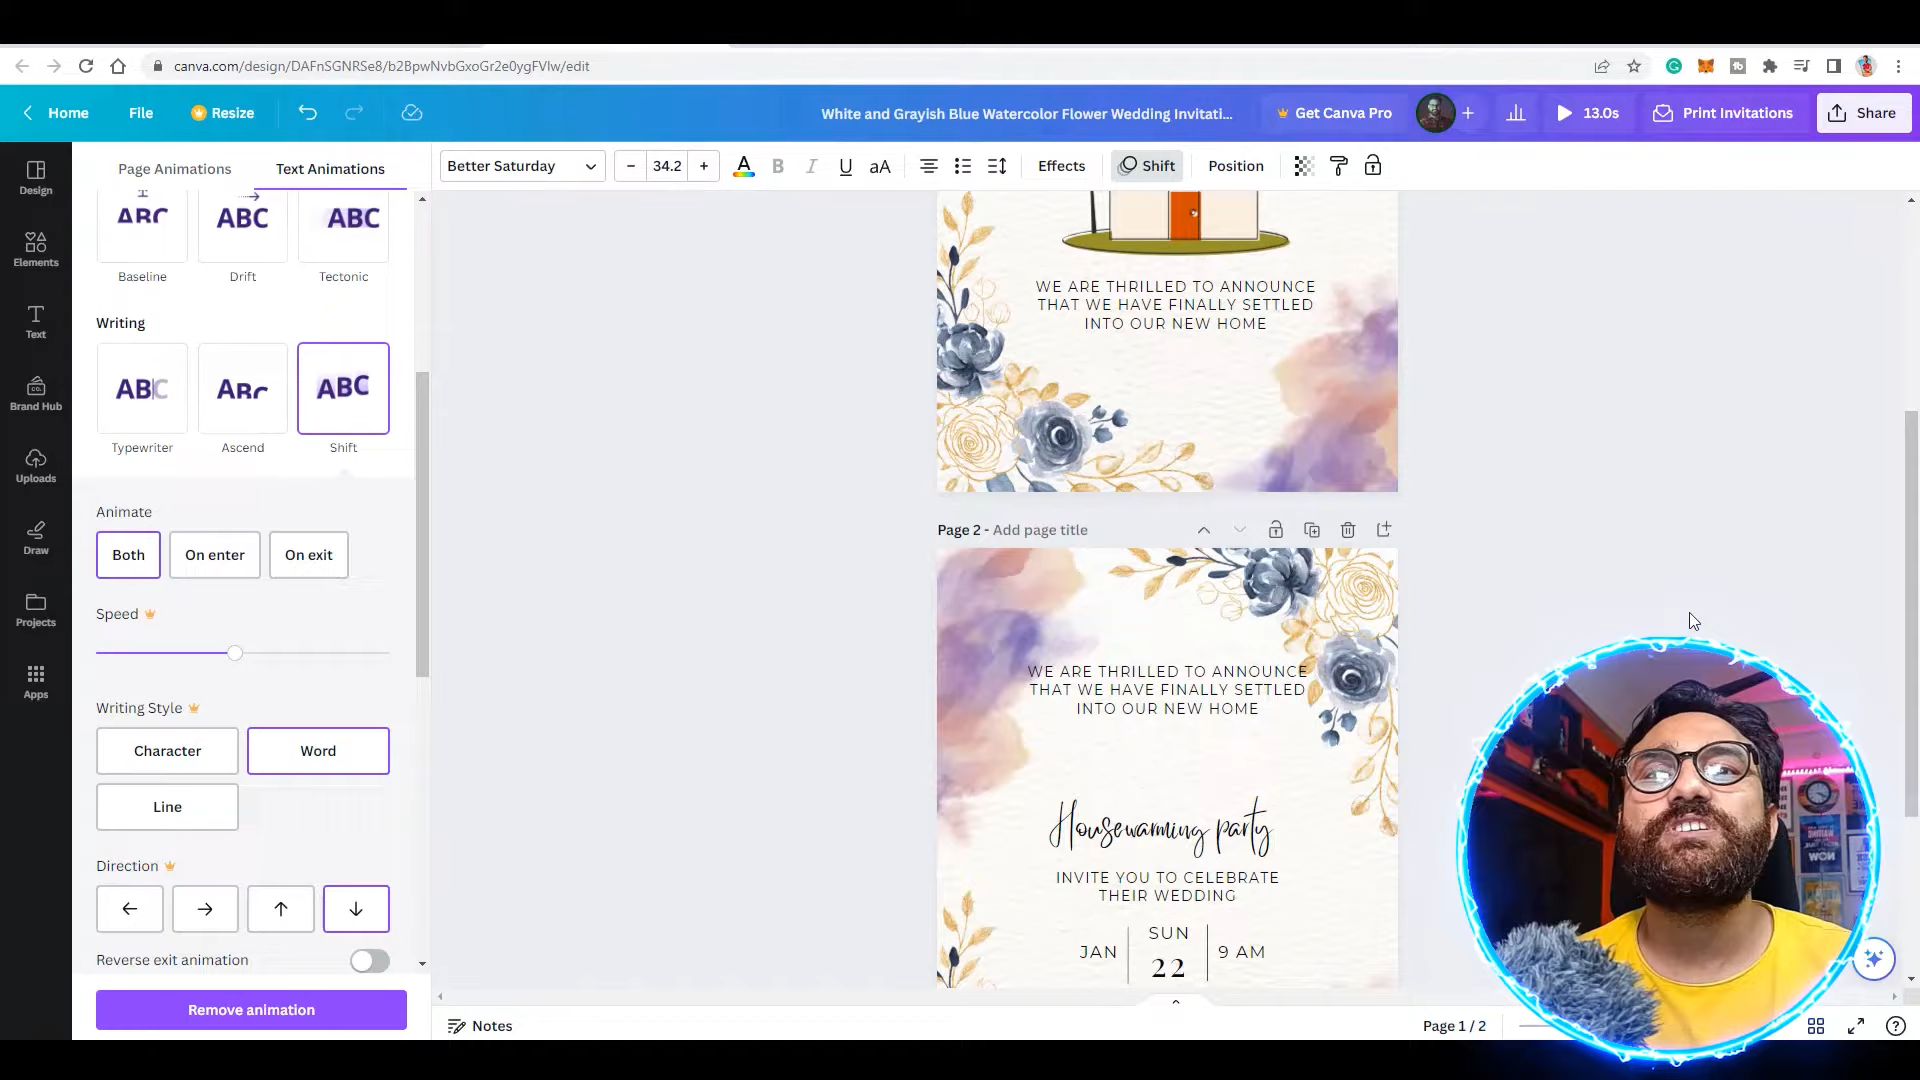 canva.com/design/DAFnSGNRSe8/b2BpwNvbGxoGr2e0ygFVlw/edit
Home
File
Resize
White and Grayish Blue Watercolor Flower Wedding Invitati...
Get Canva Pro
13.0s
Print Invitations
Share
Design
Elements
Text
Brand Hub
Uploads
Draw
Projects
Apps
Page Animations
Text Animations
Better Saturday
34.2
A
B
I
U
aA
Effects
Shift
Position
ABC
ABC
ABC
Baseline
Drift
Tectonic
Writing
ABC
ABC
ABC
Typewriter
Ascend
Shift
Animate
Both
On enter
On exit
Speed
Writing Style
Character
Word
Line
Direction
Reverse exit animation
Remove animation
WE ARE THRILLED TO ANNOUNCE
THAT WE HAVE FINALLY SETTLED
INTO OUR NEW HOME
Page 2 - Add page title
WE ARE THRILLED TO ANNOUNCE
THAT WE HAVE FINALLY SETTLED
INTO OUR NEW HOME
Housewarming party
INVITE YOU TO CELEBRATE
THEIR WEDDING
JAN
SUN
22
9 AM
Notes
Page 1 / 2